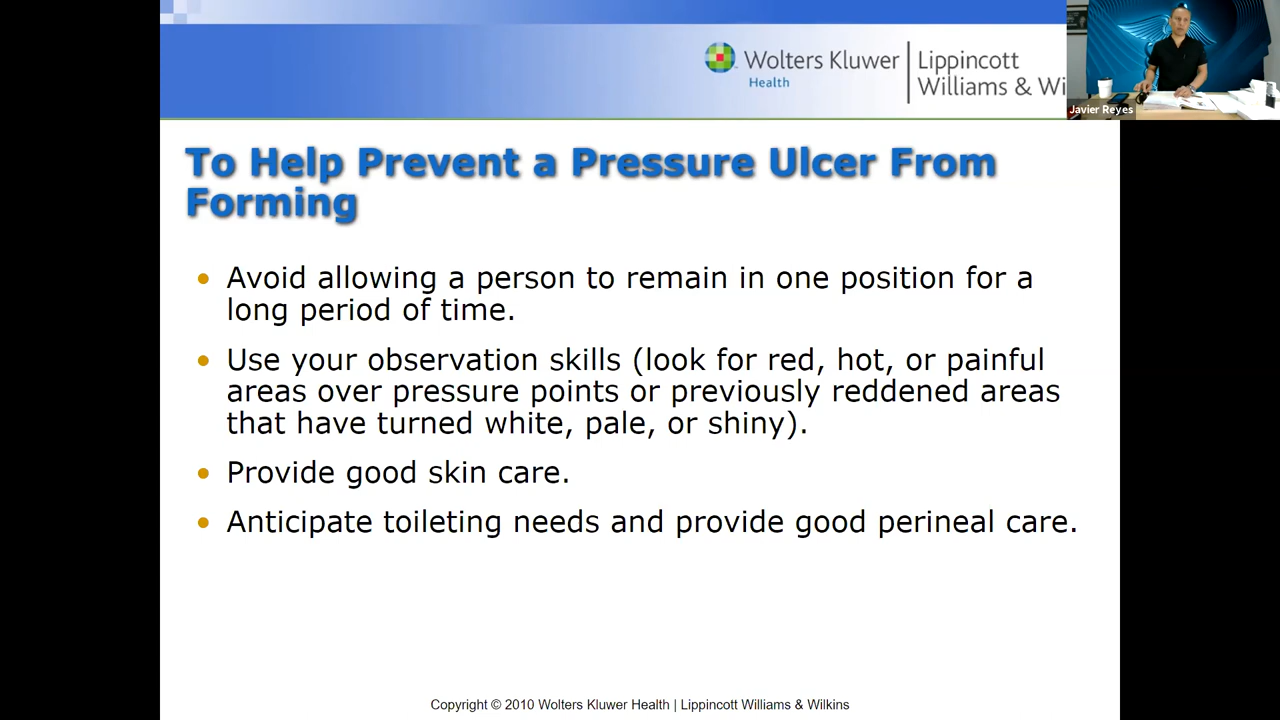 Wolters Kluwer
Health
Lippincott
Williams & Wi
Javier Reyes
To Help Prevent a Pressure Ulcer From
Forming
• Avoid allowing a person to remain in one position for a
long period of time.
• Use your observation skills (look for red, hot, or painful
areas over pressure points or previously reddened areas
that have turned white, pale, or shiny).
• Provide good skin care.
• Anticipate toileting needs and provide good perineal care.
Copyright © 2010 Wolters Kluwer Health | Lippincott Williams & Wilkins